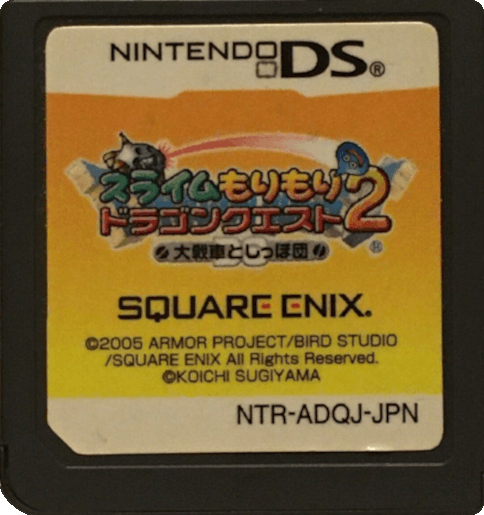 NINTENDO DS®
スライムもりもり
ドラゴンクエスト2
®
大戦車としっぽ団
SQUARE ENIX.
©2005 ARMOR PROJECT/BIRD STUDIO
/SQUARE ENIX All Rights Reserved.
©KOICHI SUGIYAMA
NTR-ADQJ-JPN